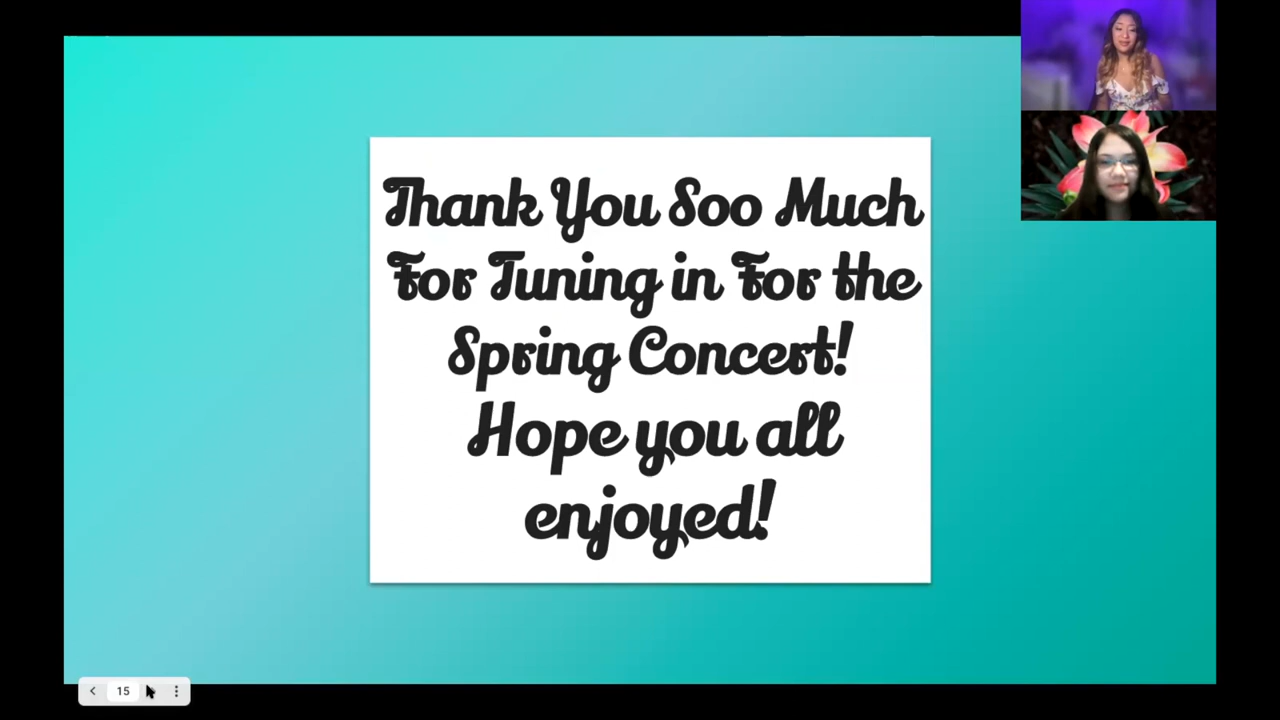 Thank You Soo Much
For Tuning in For the
Spring Concert!
Hope you all
enjoyed!
15